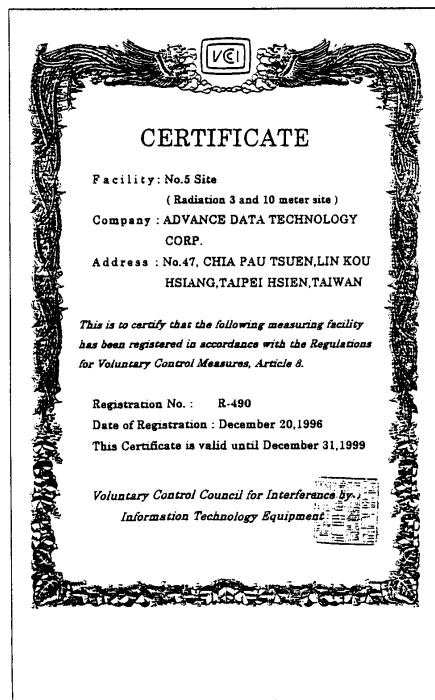 VCCI
CERTIFICATE
Facility: No.5 Site
( Radiation 3 and 10 meter site )
Company : ADVANCE DATA TECHNOLOGY
CORP.
Address : No.47, CHIA PAU TSUEN,LIN KOU
HSIANG,TAIPEI HSIEN,TAIWAN
This is to certify that the following measuring facility
has been registered in accordance with the Regulations
for Voluntary Control Measures, Article 8.
Registration No. : R-490
Date of Registration : December 20,1996
This Certificate is valid until December 31,1999
Voluntary Control Council for Interference by
Information Technology Equipment